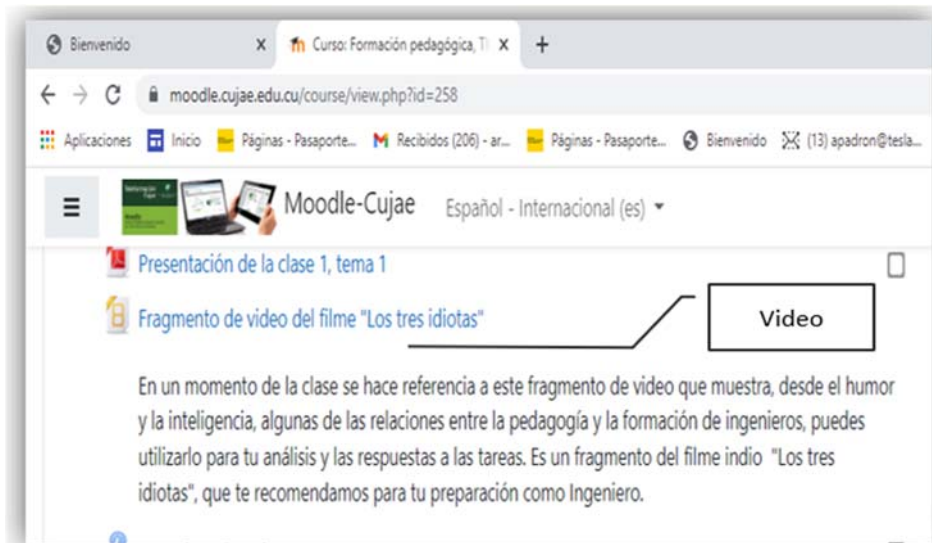 Bienvenido
Curso: Formación pedagógica, TI
moodle.cujae.edu.cu/course/view.php?id=258
Aplicaciones Inicio Páginas - Pasaporte... Recibidos (206) - ar... Páginas - Pasaporte... Bienvenido (13) apadron@tesla...
Moodle-Cujae Español - Internacional (es)
Presentación de la clase 1, tema 1
Fragmento de video del filme "Los tres idiotas"
Video
En un momento de la clase se hace referencia a este fragmento de video que muestra, desde el humor
y la inteligencia, algunas de las relaciones entre la pedagogía y la formación de ingenieros, puedes
utilizarlo para tu análisis y las respuestas a las tareas. Es un fragmento del filme indio "Los tres
idiotas", que te recomendamos para tu preparación como Ingeniero.